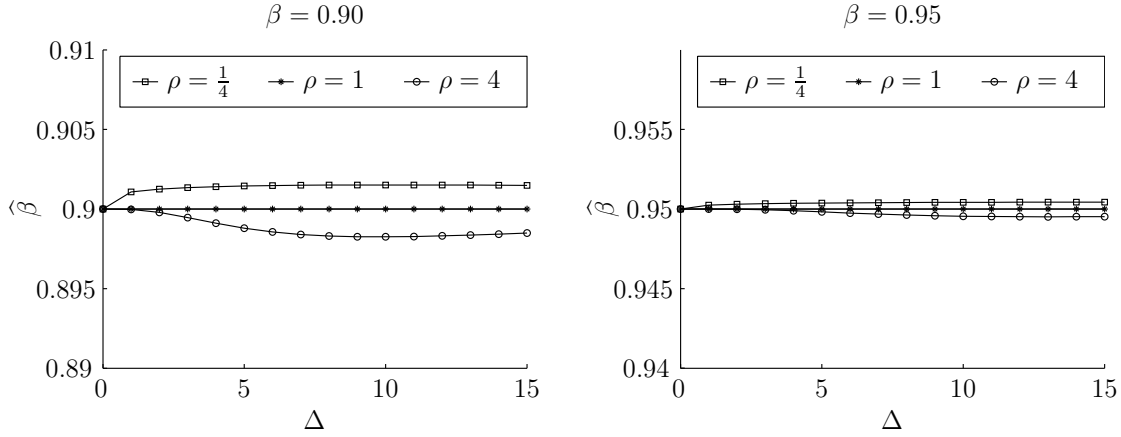 β = 0.90
0.91
ρ = 1/4 ρ = 1 ρ = 4
0.905
β̂
0.9
0.895
0.89
0 5 10 15
Δ
β = 0.95
ρ = 1/4 ρ = 1 ρ = 4
0.955
β̂
0.95
0.945
0.94
0 5 10 15
Δ